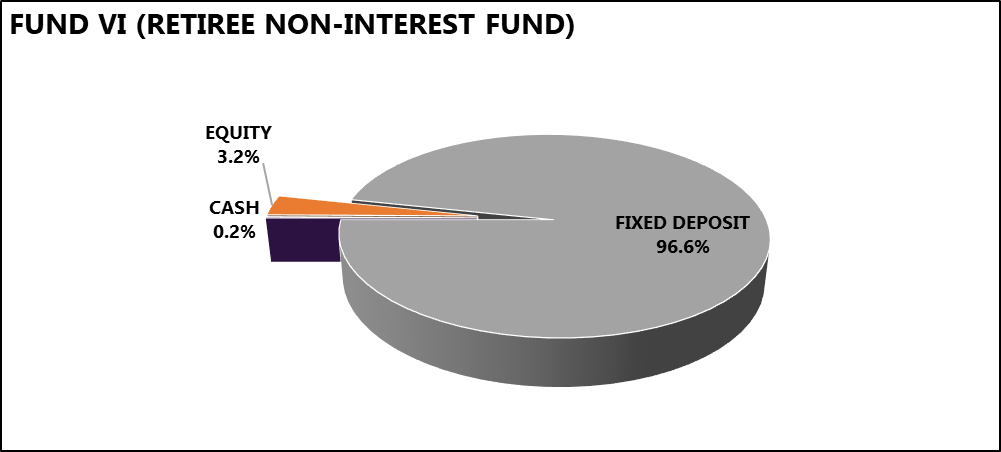 FUND VI (RETIREE NON-INTEREST FUND)
EQUITY
3.2%
CASH
0.2%
FIXED DEPOSIT
96.6%